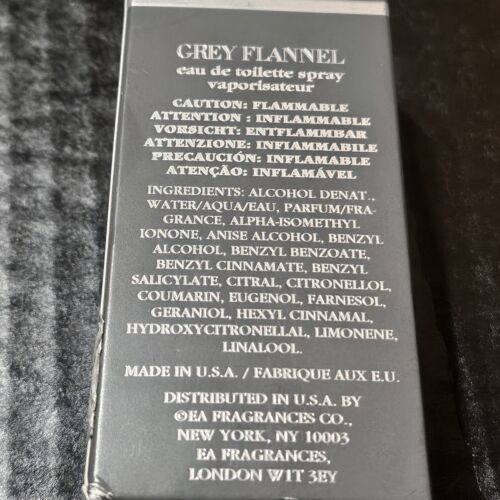 GREY FLANNEL
eau de toilette spray
vaporisateur
CAUTION: FLAMMABLE
ATTENTION : INFLAMMABLE
VORSICHT: ENTFLAMMBAR
ATTENZIONE: INFIAMMABILE
PRECAUCIÓN: INFLAMABLE
ATENÇÃO: INFLAMÁVEL
INGREDIENTS: ALCOHOL DENAT.,
WATER/AQUA/EAU, PARFUM/FRA-
GRANCE, ALPHA-ISOMETHYL
IONONE, ANISE ALCOHOL, BENZYL
ALCOHOL, BENZYL BENZOATE,
BENZYL CINNAMATE, BENZYL
SALICYLATE, CITRAL, CITRONELLOL,
COUMARIN, EUGENOL, FARNESOL,
GERANIOL, HEXYL CINNAMAL,
HYDROXYCITRONELLAL, LIMONENE,
LINALOOL.
MADE IN U.S.A. / FABRIQUE AUX E.U.
DISTRIBUTED IN U.S.A. BY
©EA FRAGRANCES CO.,
NEW YORK, NY 10003
EA FRAGRANCES,
LONDON W1T 3EY